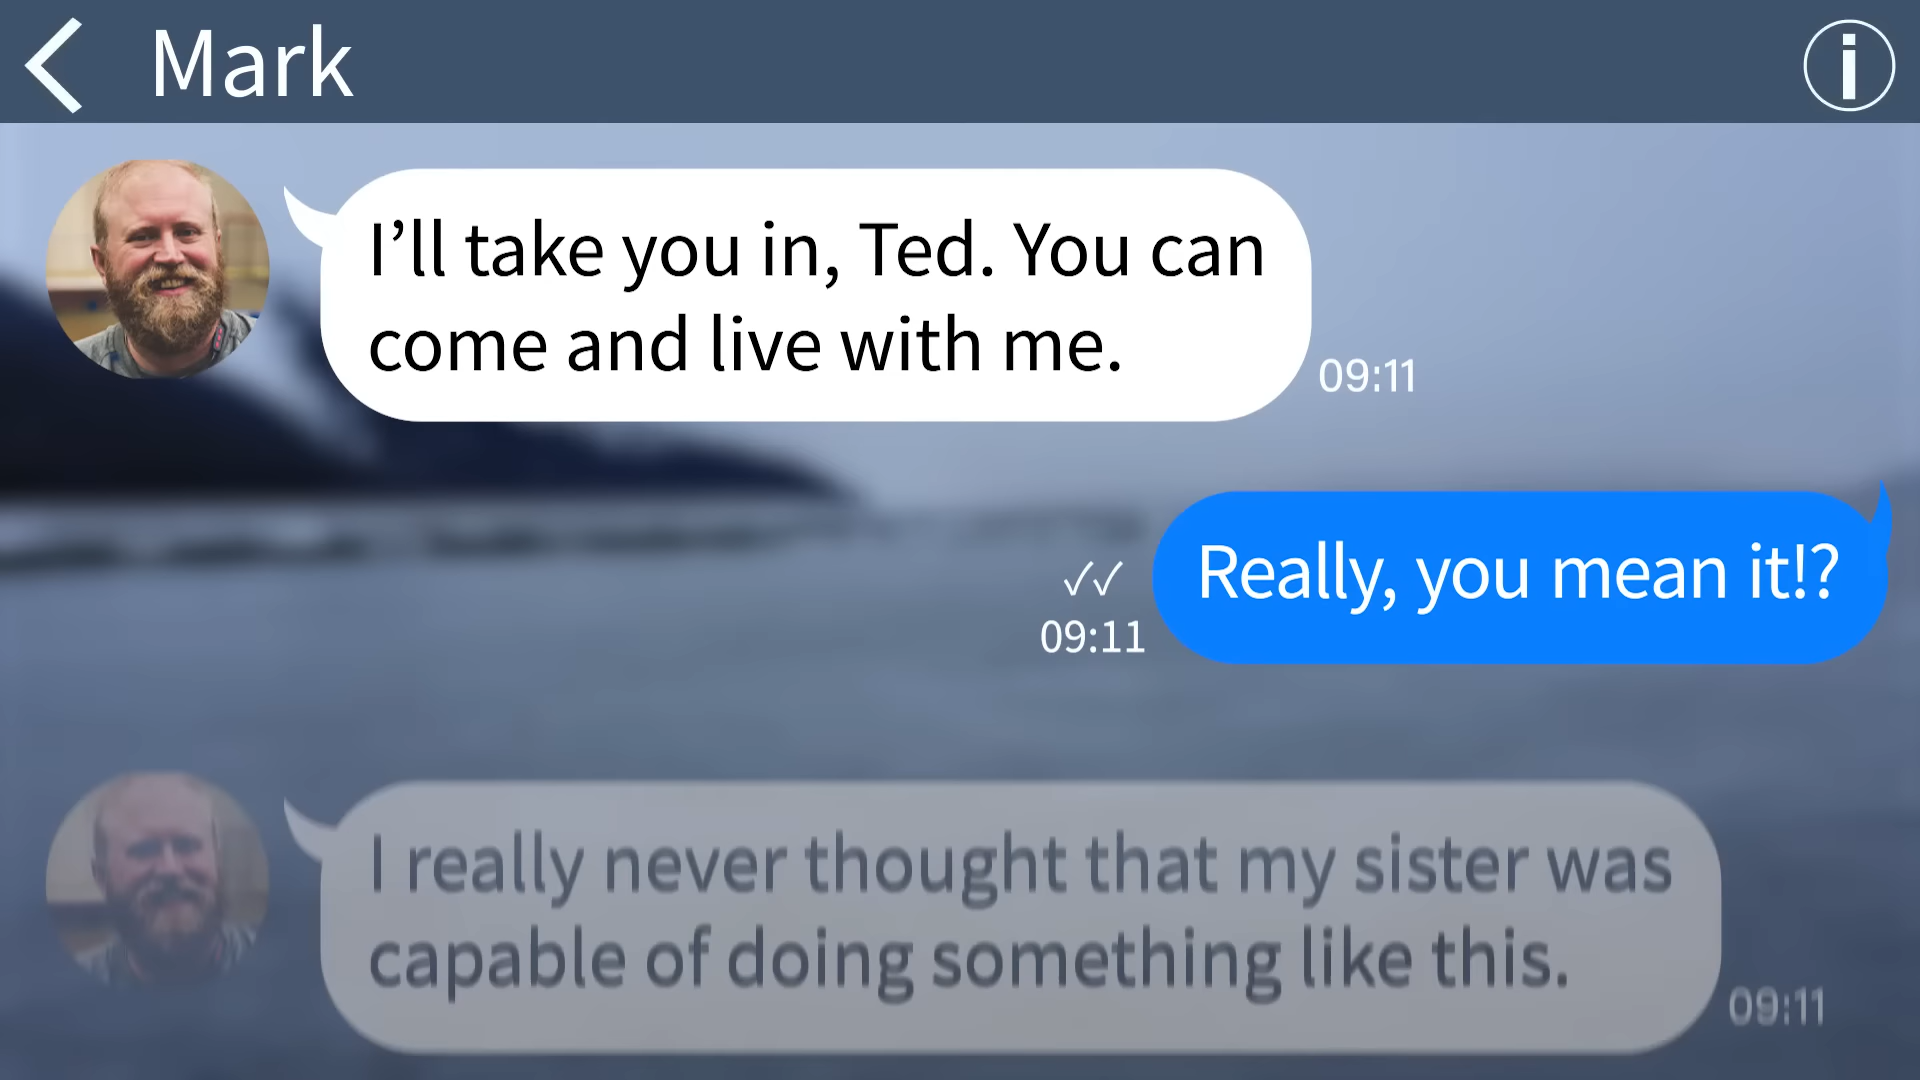 Mark
I’ll take you in, Ted. You can
come and live with me.
09:11
Really, you mean it!?
✓✓
09:11
I really never thought that my sister was
capable of doing something like this.
09:11